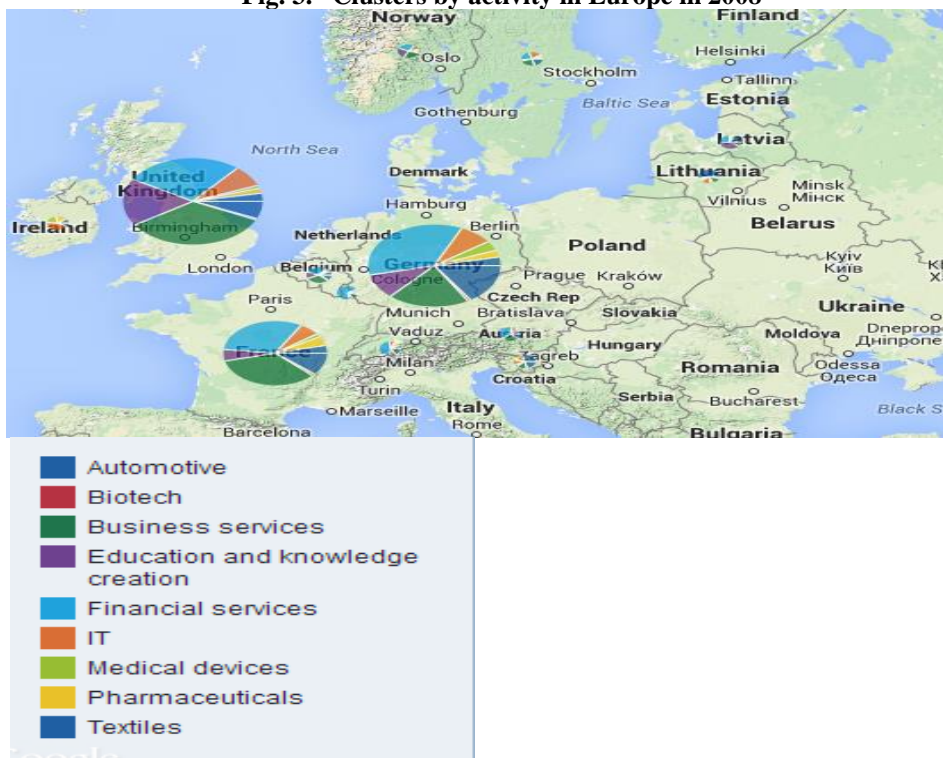 Fig. 3. Clusters by activity in Europe in 2008
Norway
Finland
Oslo
Helsinki
Stockholm
Tallinn
Estonia
Gothenburg
Baltic Sea
North Sea
Latvia
United
Kingdom
Denmark
Lithuania
Minsk
Мінск
Vilnius
Ireland
Birmingham
Hamburg
Berlin
Belarus
Netherlands
Poland
London
Belgium
Germany
Cologne
Prague
Kraków
Kyiv
Київ
Paris
Czech Rep
Munich
Bratislava
Slovakia
Ukraine
Vaduz
Austria
Hungary
Moldova
Dneprop
Дніпропе
France
Milan
Zagreb
Romania
Odessa
Одеса
Turin
Croatia
Marseille
Italy
Serbia
Bucharest
Black S
Rome
Barcelona
Bulgaria
Automotive
Biotech
Business services
Education and knowledge
creation
Financial services
IT
Medical devices
Pharmaceuticals
Textiles